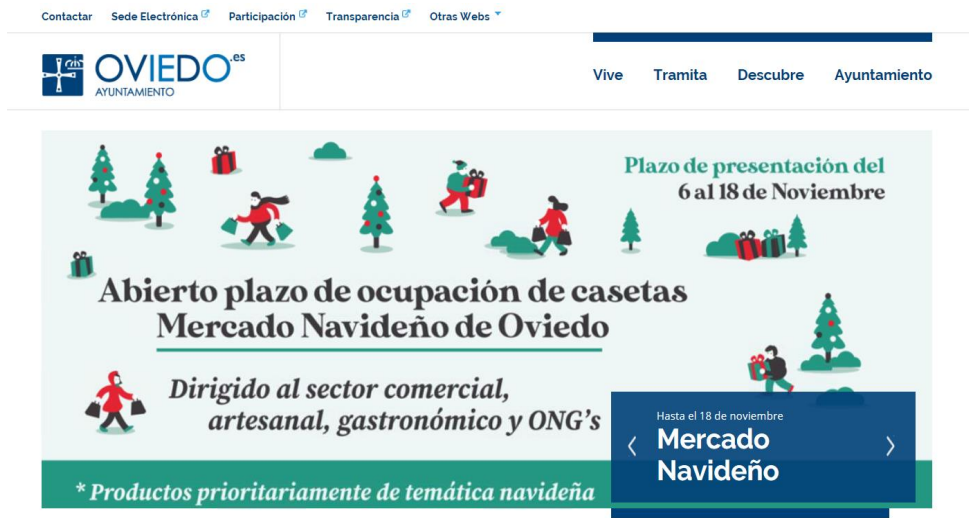 Contactar Sede Electrónica Participación Transparencia Otras Webs
OVIEDO.es
AYUNTAMIENTO
Vive Tramita Descubre Ayuntamiento
Plazo de presentación del
6 al 18 de Noviembre
Abierto plazo de ocupación de casetas
Mercado Navideño de Oviedo
Dirigido al sector comercial,
artesanal, gastronómico y ONG's
* Productos prioritariamente de temática navideña
Hasta el 18 de noviembre
Mercado
Navideño